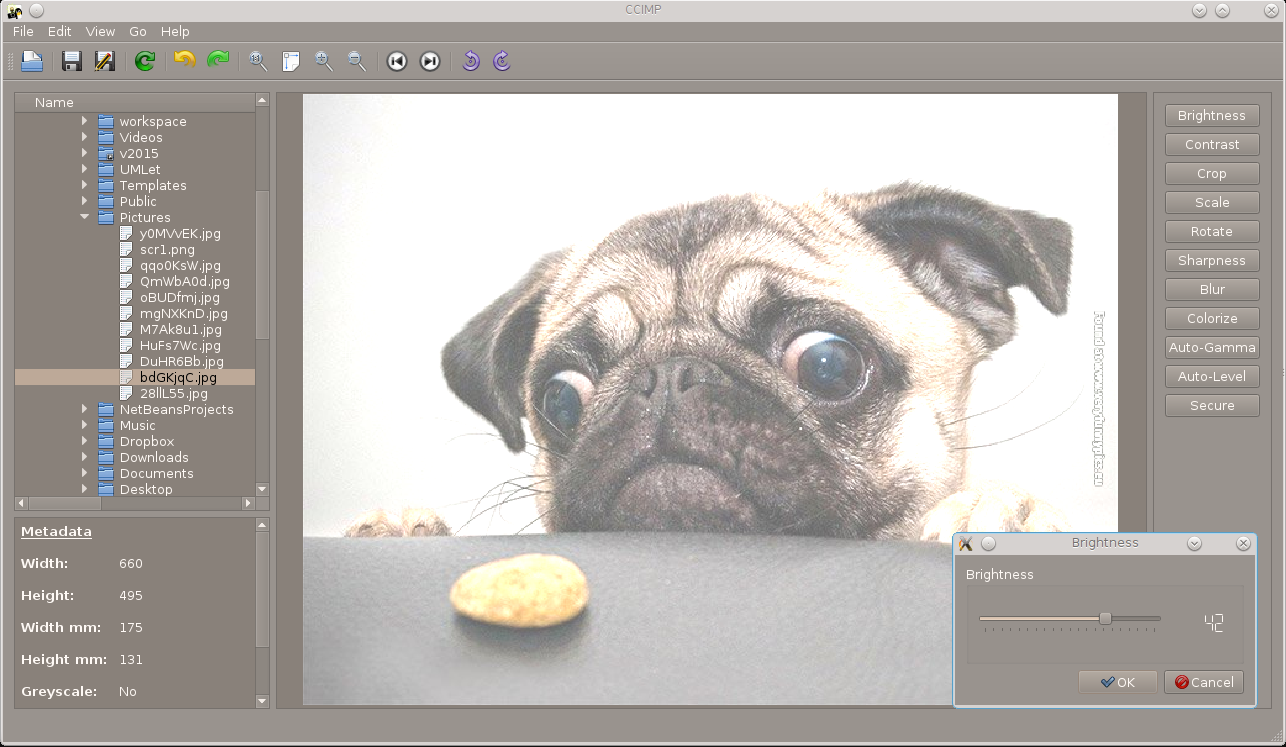 CCIMP
File Edit View Go Help
Name
workspace
Videos
v2015
UMLet
Templates
Public
Pictures
y0MVvEK.jpg
scr1.png
qqo0KsW.jpg
QmWbA0d.jpg
oBUDfmj.jpg
mgNXKnD.jpg
M7Ak8u1.jpg
HuFs7Wc.jpg
DuHR6Bb.jpg
bdGKjqC.jpg
28llL55.jpg
NetBeansProjects
Music
Dropbox
Downloads
Documents
Desktop
Metadata
Width: 660
Height: 495
Width mm: 175
Height mm: 131
Greyscale: No
Found at: www.
Brightness
Contrast
Crop
Scale
Rotate
Sharpness
Blur
Colorize
Auto-Gamma
Auto-Level
Secure
Brightness
Brightness
42
OK Cancel